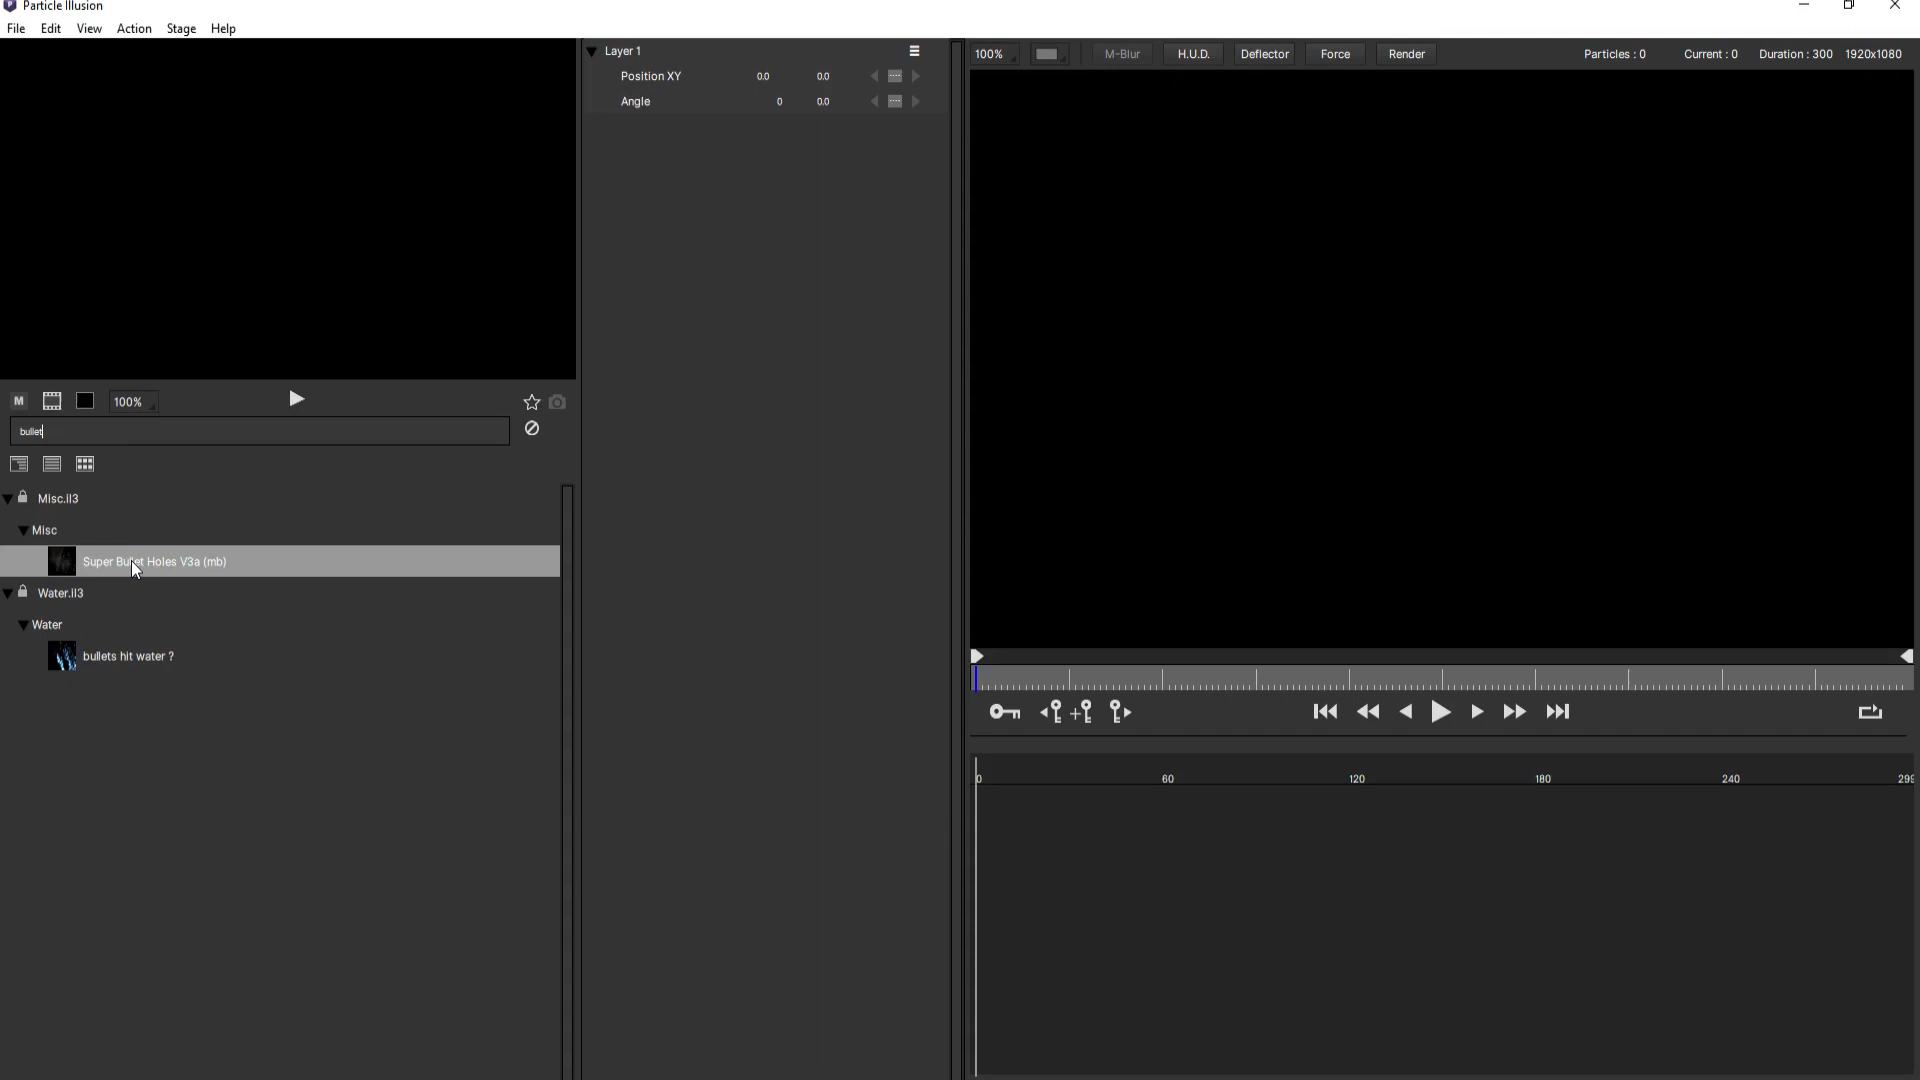 Particle Illusion
File Edit View Action Stage Help
Layer 1
Position XY 0.0 0.0
Angle 0 0.0
100% M-Blur H.U.D. Deflector Force Render Particles : 0 Current : 0 Duration : 300 1920x1080
M 100%
bullet
Misc.il3
Misc
Super Bullet Holes V3a (mb)
Water.il3
Water
bullets hit water ?
0 60 120 180 240 299